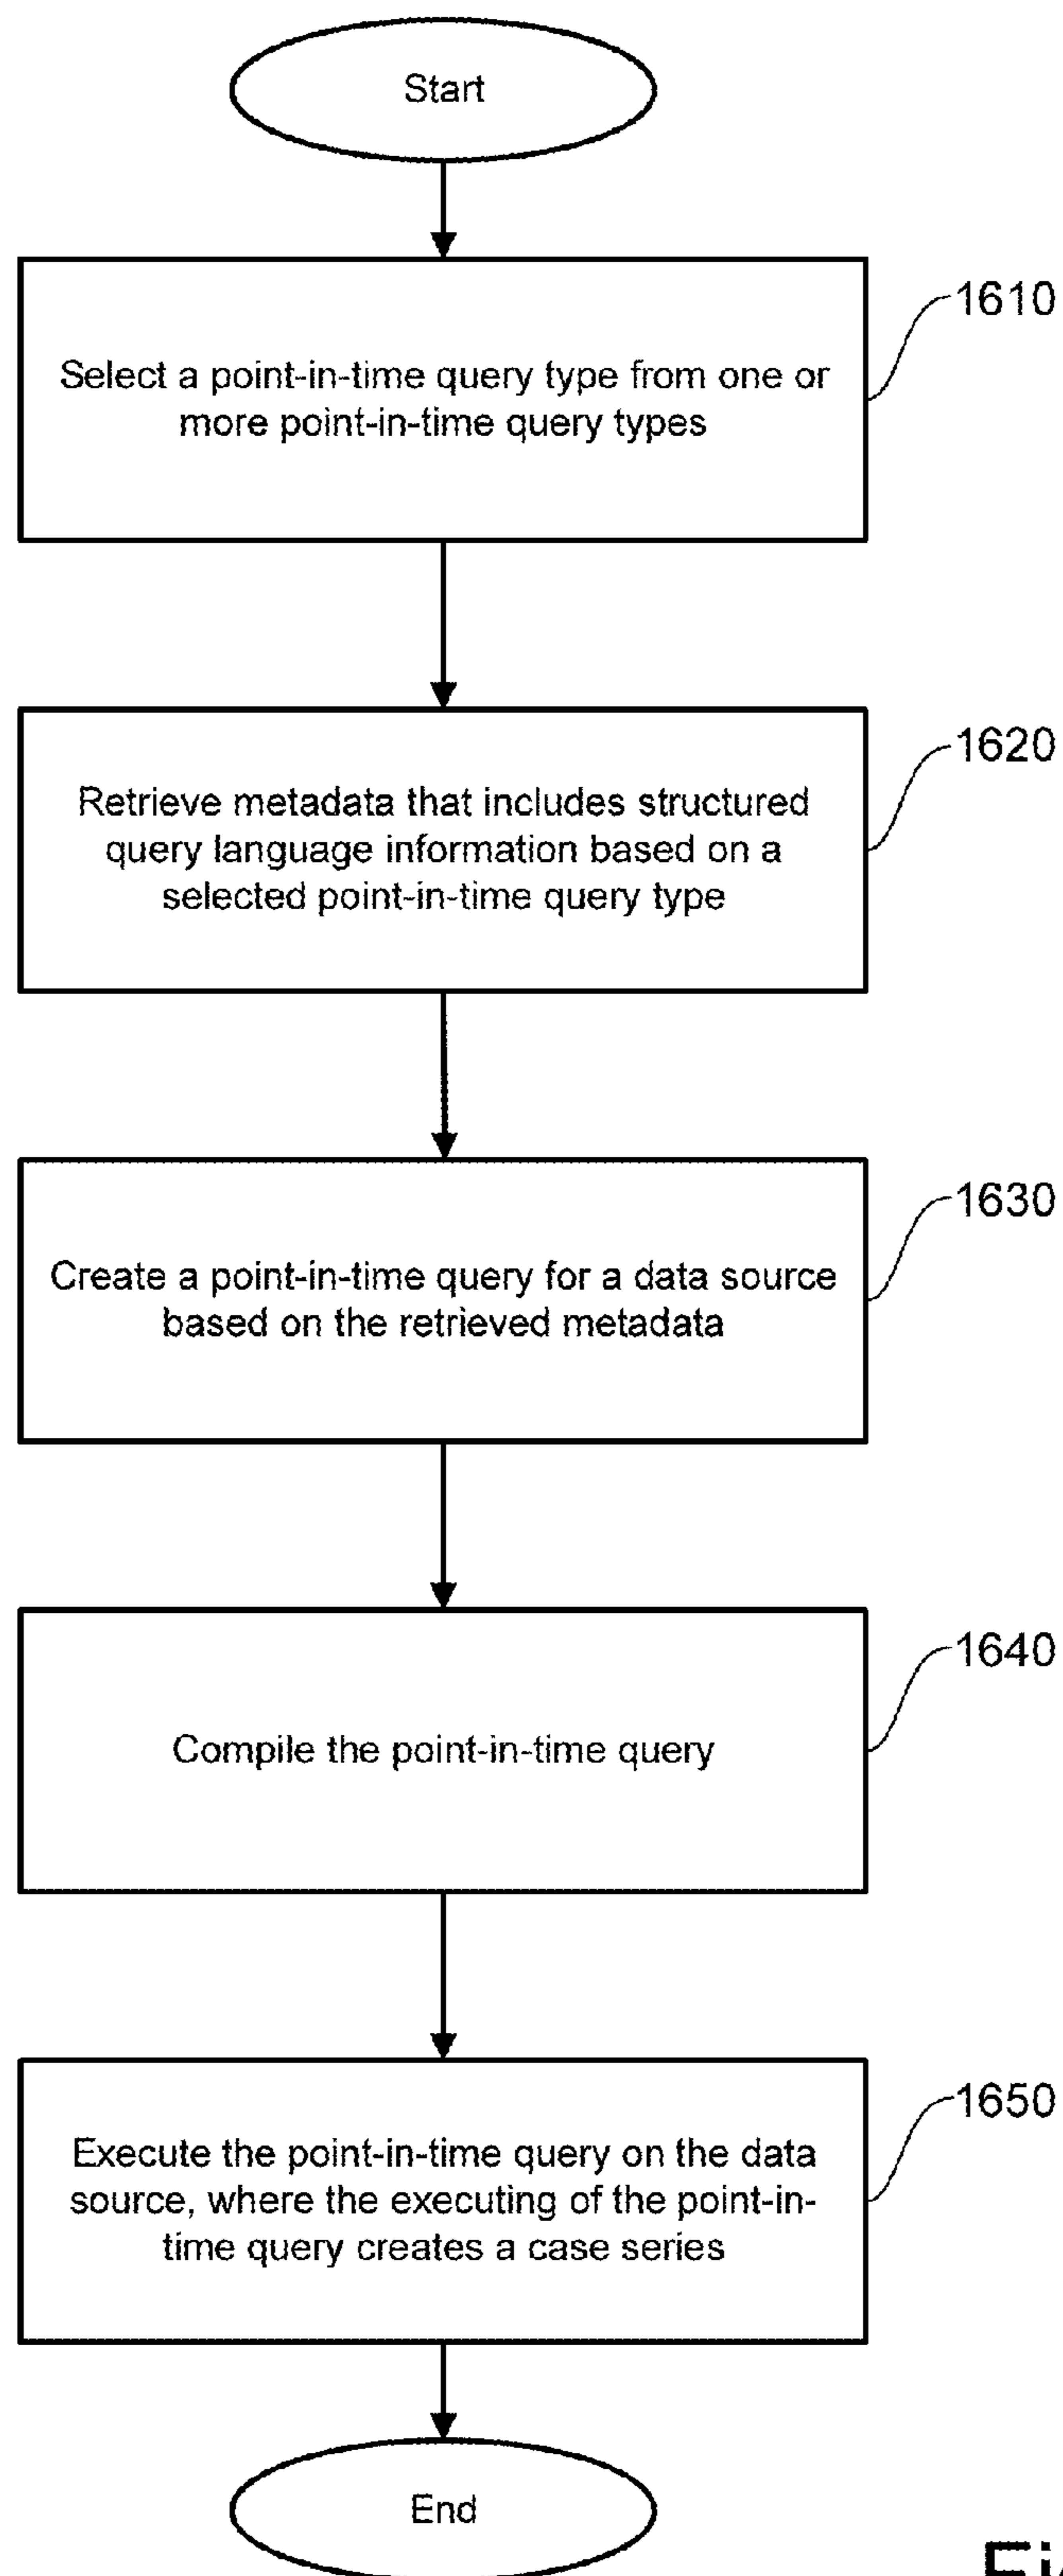 Start
1610
Select a point-in-time query type from one or
more point-in-time query types
1620
Retrieve metadata that includes structured
query language information based on a
selected point-in-time query type
1630
Create a point-in-time query for a data source
based on the retrieved metadata
1640
Compile the point-in-time query
1650
Execute the point-in-time query on the data
source, where the executing of the point-in-
time query creates a case series
End